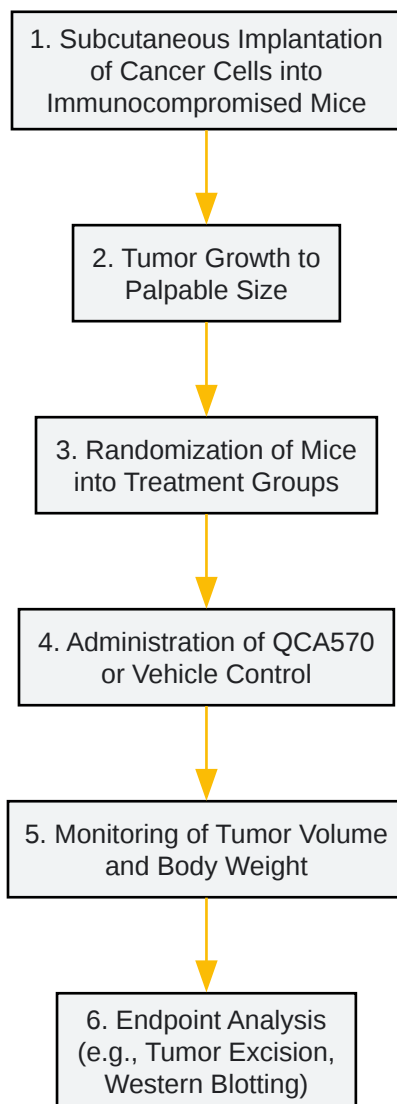 1. Subcutaneous Implantation
of Cancer Cells into
Immunocompromised Mice
2. Tumor Growth to
Palpable Size
3. Randomization of Mice
into Treatment Groups
4. Administration of QCA570
or Vehicle Control
5. Monitoring of Tumor Volume
and Body Weight
6. Endpoint Analysis
(e.g., Tumor Excision,
Western Blotting)